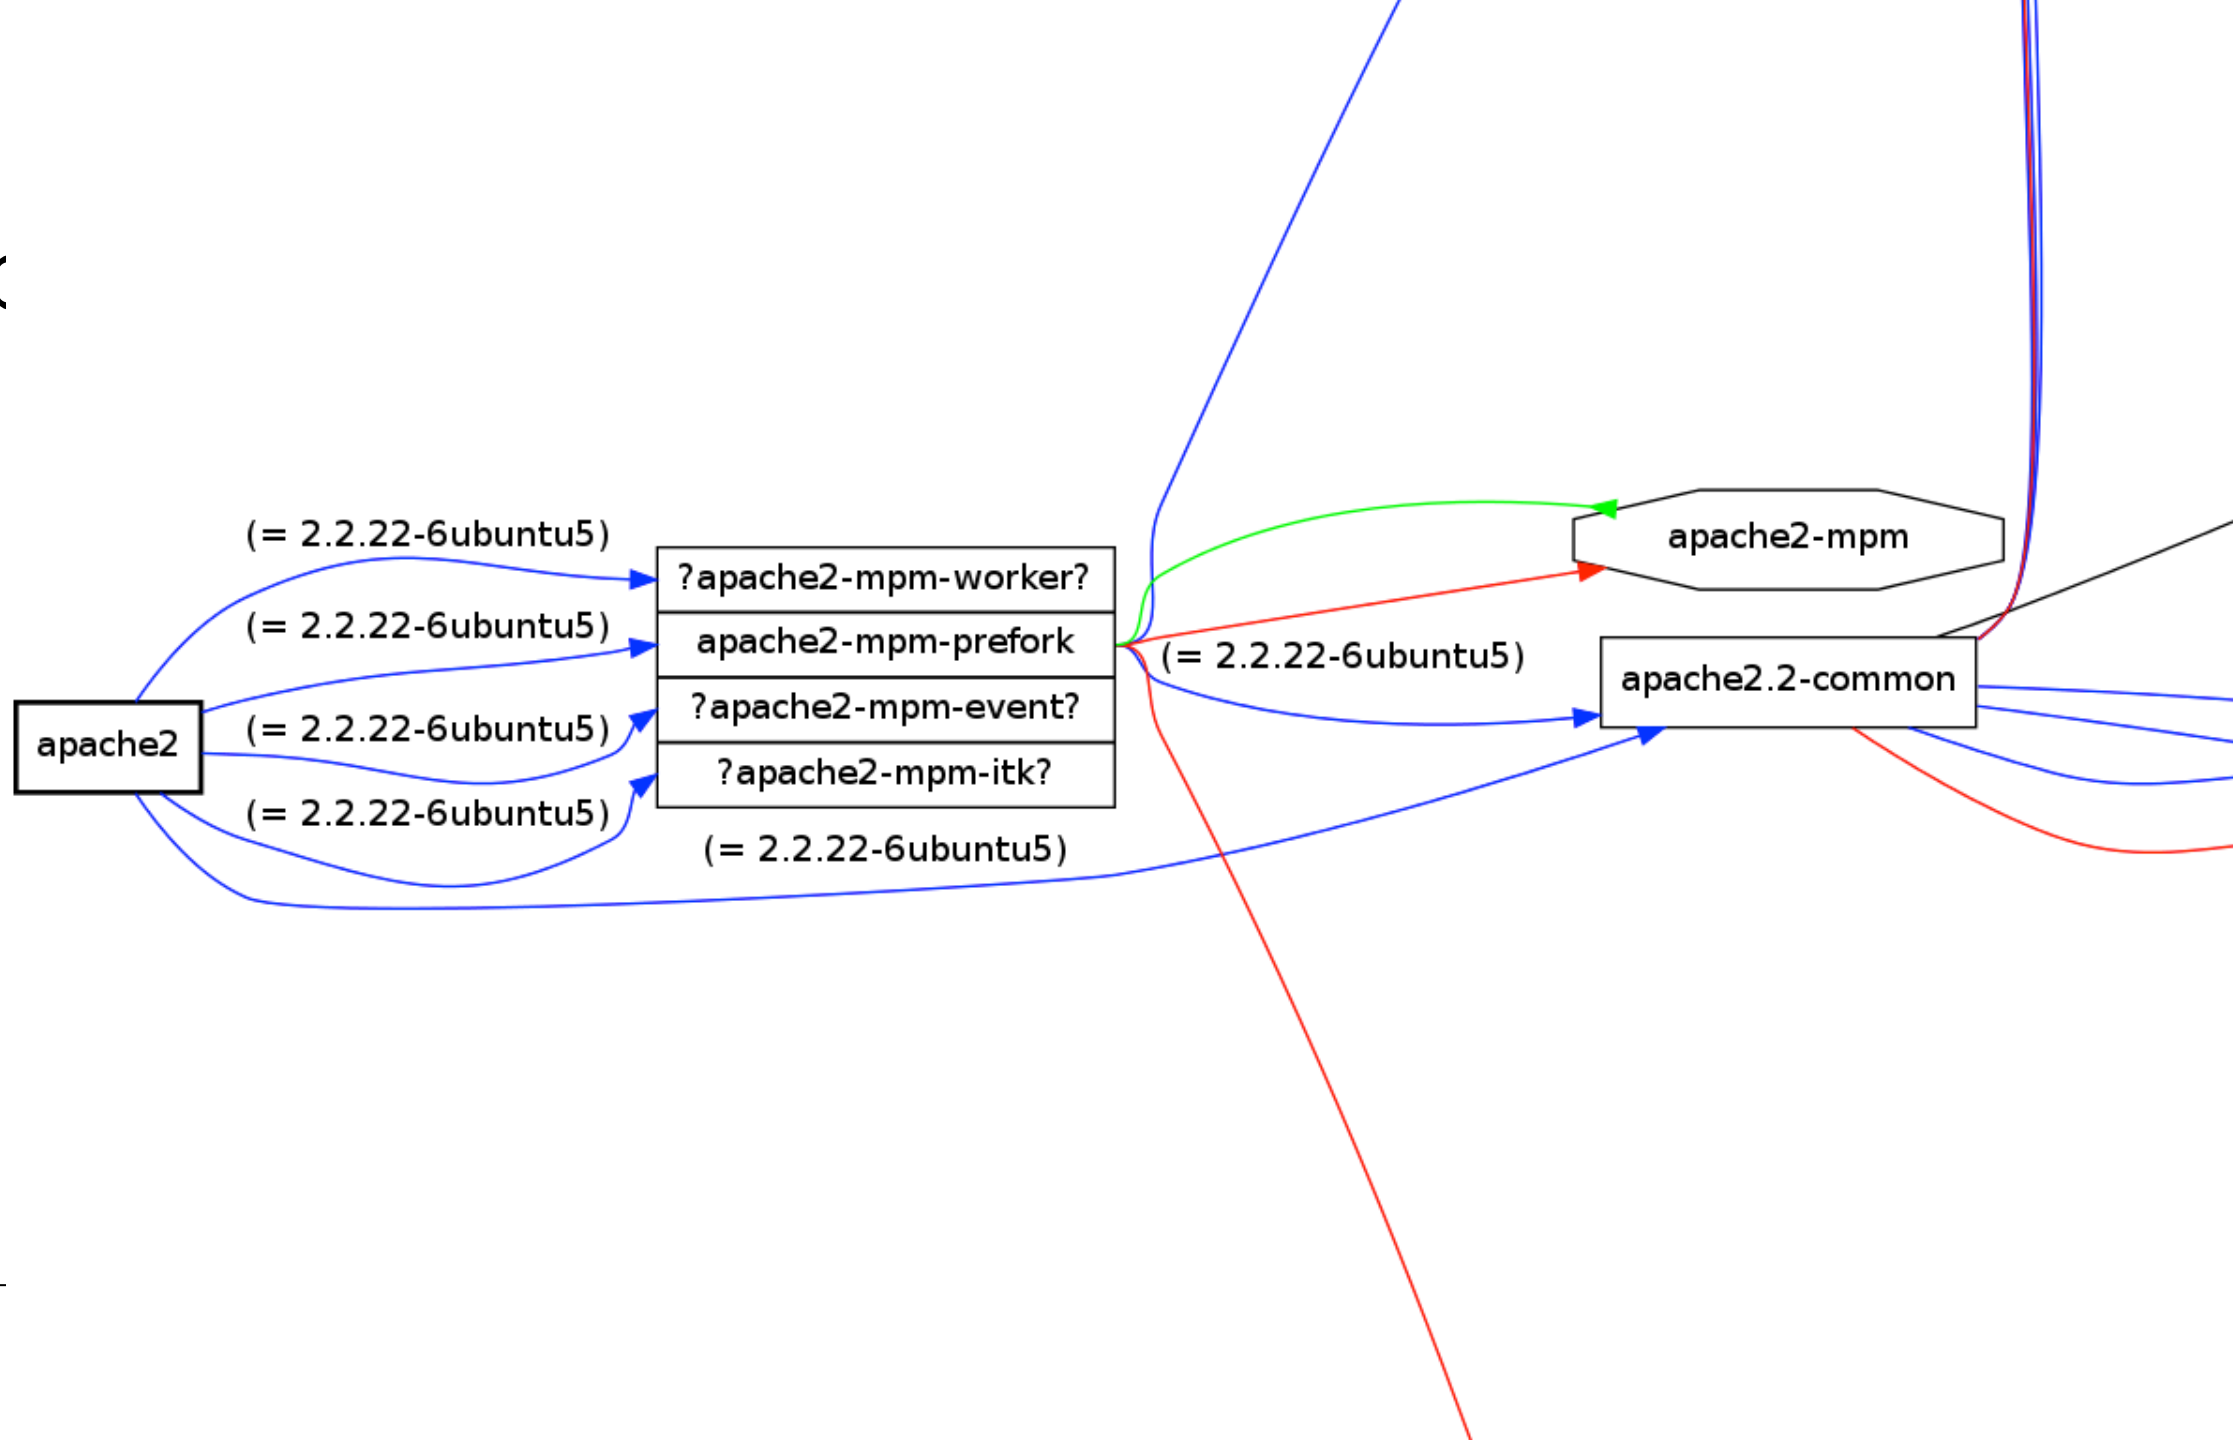 (= 2.2.22-6ubuntu5)
?apache2-mpm-worker?
(= 2.2.22-6ubuntu5)
apache2-mpm-prefork
(= 2.2.22-6ubuntu5)
?apache2-mpm-event?
(= 2.2.22-6ubuntu5)
?apache2-mpm-itk?
apache2
(= 2.2.22-6ubuntu5)
(= 2.2.22-6ubuntu5)
apache2-mpm
apache2.2-common